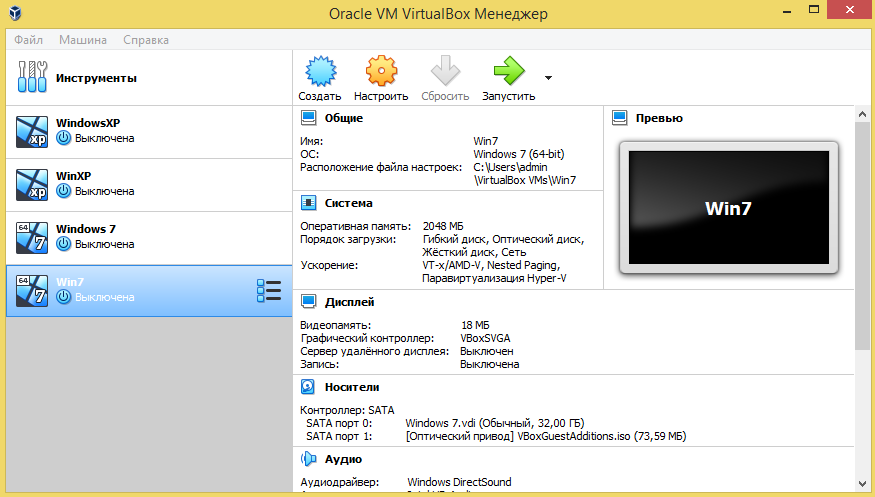 Oracle VM VirtualBox Менеджер
Файл Машина Справка
Инструменты
Создать Настроить Сбросить Запустить
WindowsXP
Выключена
WinXP
Выключена
64 Windows 7
Выключена
64 Win7
Выключена
Общие
Имя: Win7
ОС: Windows 7 (64-bit)
Расположение файла настроек: C:\Users\admin
\VirtualBox VMs\Win7
Система
Оперативная память: 2048 МБ
Порядок загрузки: Гибкий диск, Оптический диск,
Жёсткий диск, Сеть
Ускорение: VT-x/AMD-V, Nested Paging,
Паравиртуализация Hyper-V
Превью
Win7
Дисплей
Видеопамять: 18 МБ
Графический контроллер: VBoxSVGA
Сервер удалённого дисплея: Выключен
Запись: Выключена
Носители
Контроллер: SATA
SATA порт 0: Windows 7.vdi (Обычный, 32,00 ГБ)
SATA порт 1: [Оптический привод] VBoxGuestAdditions.iso (73,59 МБ)
Аудио
Аудиодрайвер: Windows DirectSound